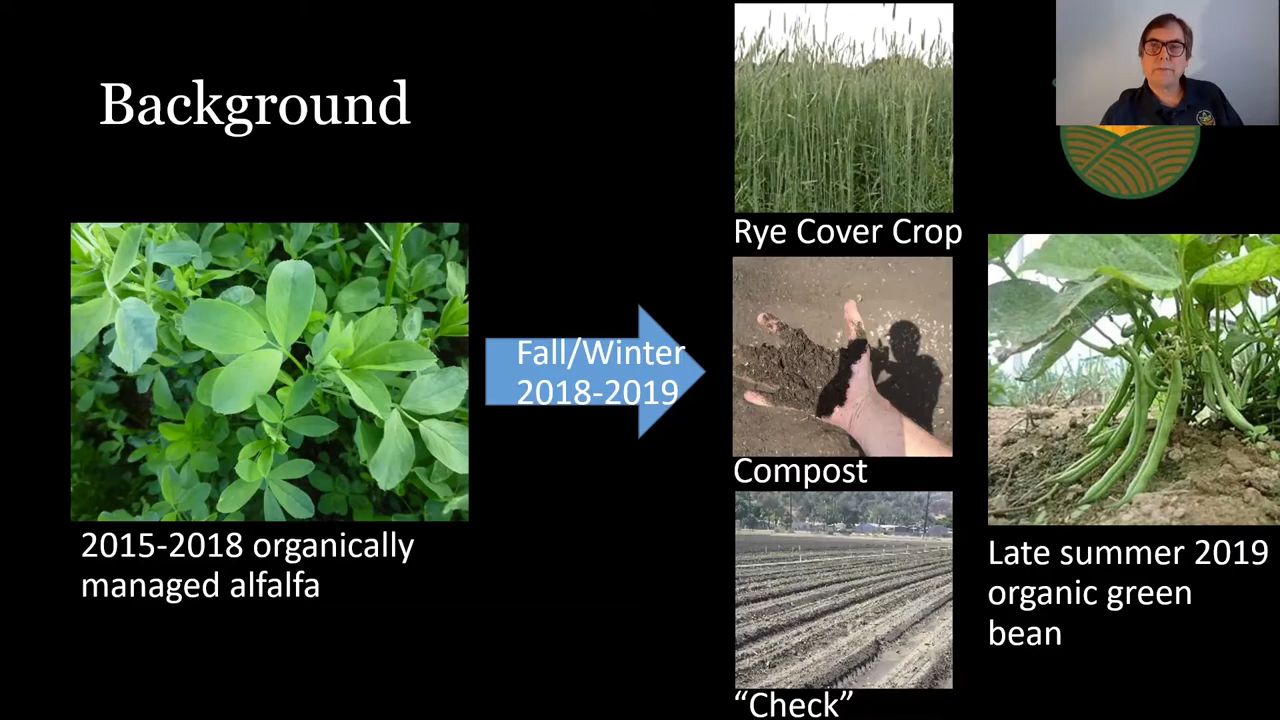 Background
Rye Cover Crop
Fall/Winter
2018-2019
Compost
2015-2018 organically
managed alfalfa
Late summer 2019
organic green
bean
“Check”